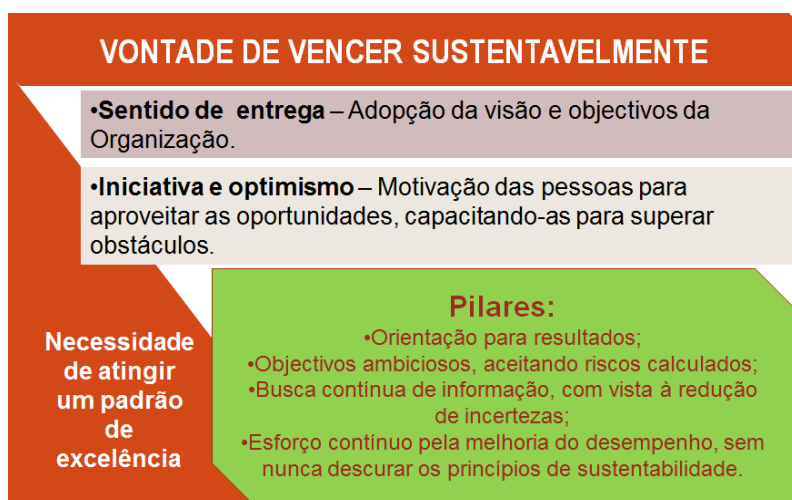 VONTADE DE VENCER SUSTENTAVELMENTE
•Sentido de entrega – Adopção da visão e objectivos da
Organização.
•Iniciativa e optimismo – Motivação das pessoas para
aproveitar as oportunidades, capacitando-as para superar
obstáculos.
Necessidade
de atingir
um padrão
de
excelência
Pilares:
•Orientação para resultados;
•Objectivos ambiciosos, aceitando riscos calculados;
•Busca contínua de informação, com vista à redução
de incertezas;
•Esforço contínuo pela melhoria do desempenho, sem
nunca descurar os princípios de sustentabilidade.